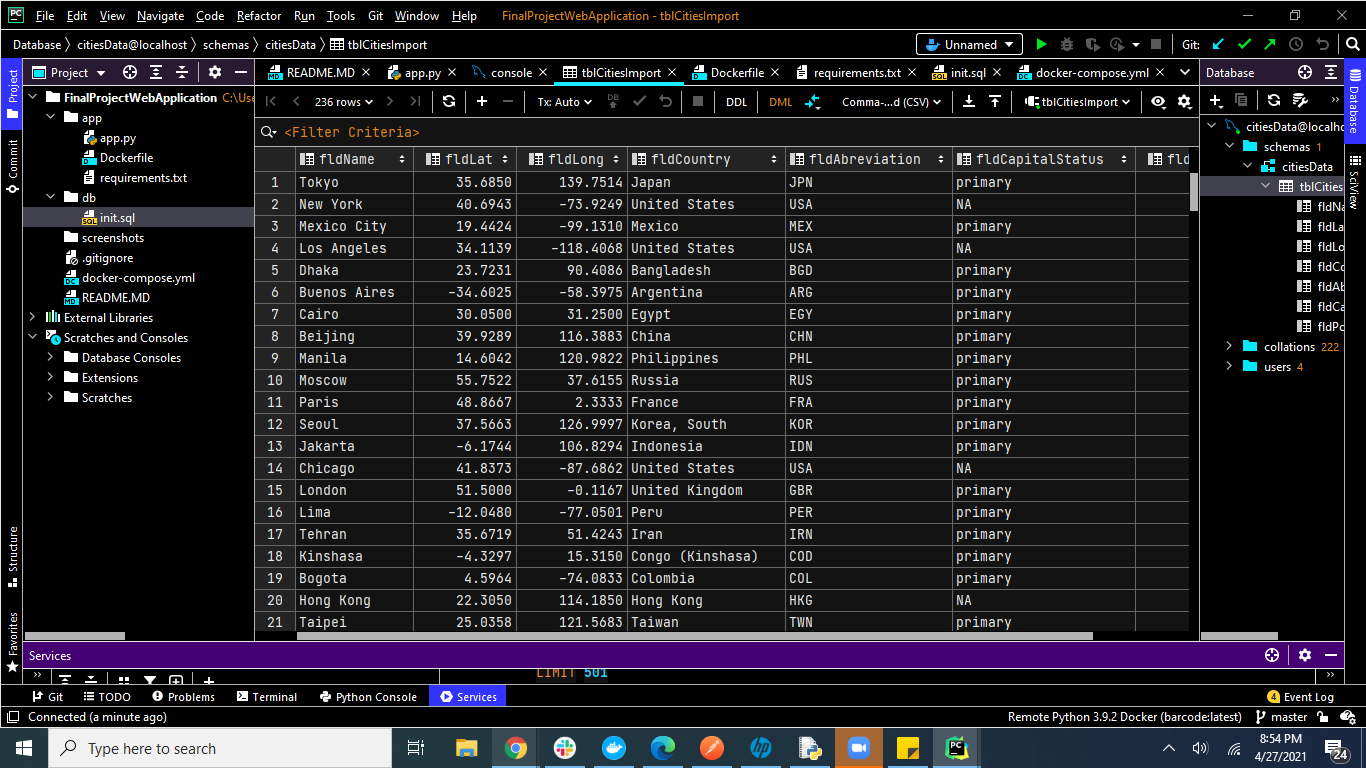 PC File Edit View Navigate Code Refactor Run Tools Git Window Help FinalProjectWebApplication - tblCitiesImport
Database citiesData@localhost schemas citiesData tblCitiesImport Unnamed Git:
Project README.MD app.py console tblCitiesImport Dockerfile requirements.txt init.sql docker-compose.yml Database
236 rows Tx: Auto DB DDL DML Comma-...d (CSV) tblCitiesImport
<Filter Criteria>
fldName fldLat fldLong fldCountry fldAbreviation fldCapitalStatus fld
1 Tokyo 35.6850 139.7514 Japan JPN primary
2 New York 40.6943 -73.9249 United States USA NA
3 Mexico City 19.4424 -99.1310 Mexico MEX primary
4 Los Angeles 34.1139 -118.4068 United States USA NA
5 Dhaka 23.7231 90.4086 Bangladesh BGD primary
6 Buenos Aires -34.6025 -58.3975 Argentina ARG primary
7 Cairo 30.0500 31.2500 Egypt EGY primary
8 Beijing 39.9289 116.3883 China CHN primary
9 Manila 14.6042 120.9822 Philippines PHL primary
10 Moscow 55.7522 37.6155 Russia RUS primary
11 Paris 48.8667 2.3333 France FRA primary
12 Seoul 37.5663 126.9997 Korea, South KOR primary
13 Jakarta -6.1744 106.8294 Indonesia IDN primary
14 Chicago 41.8373 -87.6862 United States USA NA
15 London 51.5000 -0.1167 United Kingdom GBR primary
16 Lima -12.0480 -77.0501 Peru PER primary
17 Tehran 35.6719 51.4243 Iran IRN primary
18 Kinshasa -4.3297 15.3150 Congo (Kinshasa) COD primary
19 Bogota 4.5964 -74.0833 Colombia COL primary
20 Hong Kong 22.3050 114.1850 Hong Kong HKG NA
21 Taipei 25.0358 121.5683 Taiwan TWN primary
Project
Commit
Structure
Favorites
FinalProjectWebApplication C:\Use
app
app.py
Dockerfile
requirements.txt
db
init.sql
screenshots
.gitignore
docker-compose.yml
README.MD
External Libraries
Scratches and Consoles
Database Consoles
Extensions
Scratches
citiesData@localho
schemas 1
citiesData
tblCities
fldNa
fldLa
fldLo
fldCo
fldAb
fldCa
fldPo
collations 222
users 4
Database
SciView
Services
LIMIT 501
Git TODO Problems Terminal Python Console Services 4 Event Log
Connected (a minute ago) Remote Python 3.9.2 Docker (barcode:latest) master
Type here to search
8:54 PM
4/27/2021
24